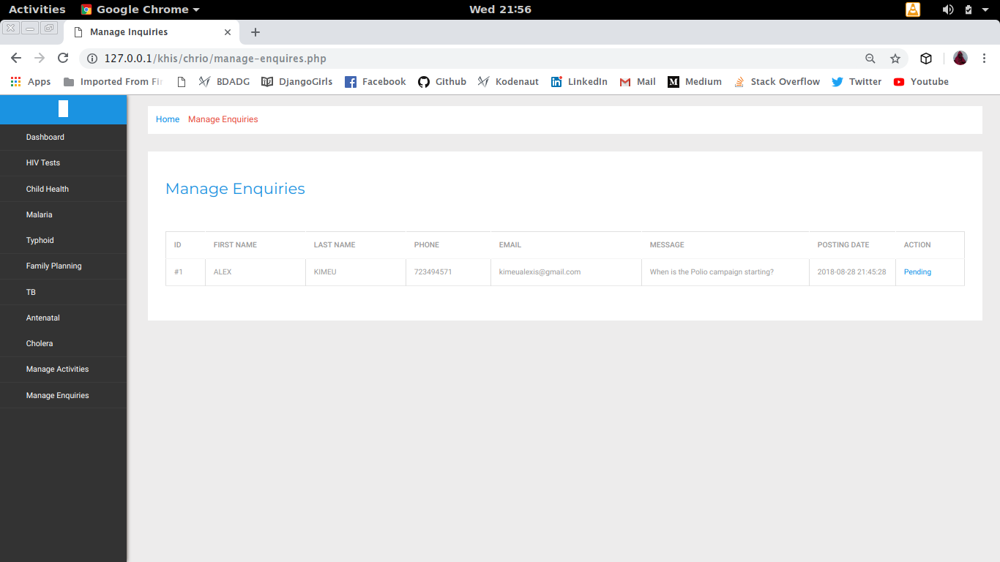 Activities Google Chrome Wed 21:56
Manage Inquiries
127.0.0.1/khis/chrio/manage-enquires.php
Apps Imported From Fir BDADG DjangoGirls Facebook Github Kodenaut LinkedIn Mail Medium Stack Overflow Twitter Youtube
Home Manage Enquiries
Dashboard
HIV Tests
Child Health
Malaria
Typhoid
Family Planning
TB
Antenatal
Cholera
Manage Activities
Manage Enquiries
Manage Enquiries
ID FIRST NAME LAST NAME PHONE EMAIL MESSAGE POSTING DATE ACTION
#1 ALEX KIMEU 723494571 kimeualexis@gmail.com When is the Polio campaign starting? 2018-08-28 21:45:28 Pending